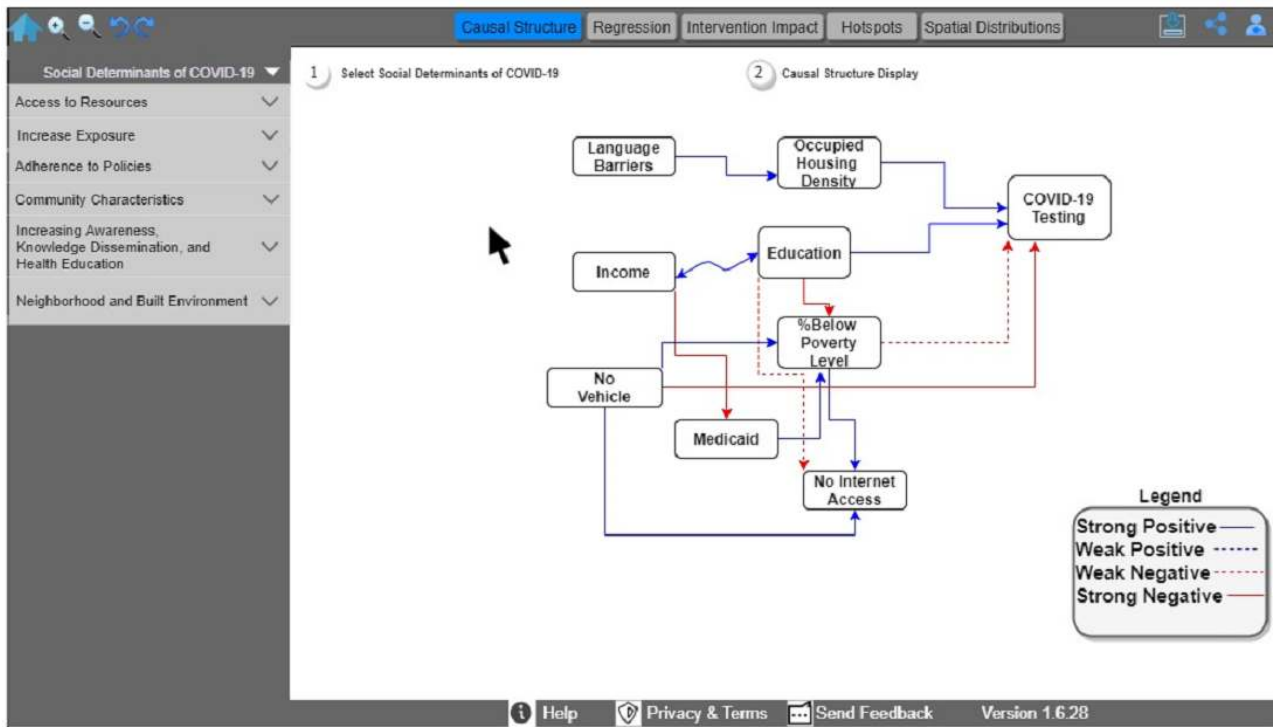 Causal Structure
Regression
Intervention Impact
Hotspots
Spatial Distributions
Social Determinants of COVID-19
Access to Resources
Increase Exposure
Adherence to Policies
Community Characteristics
Increasing Awareness,
Knowledge Dissemination, and
Health Education
Neighborhood and Built Environment
1 Select Social Determinants of COVID-19
2 Causal Structure Display
Language
Barriers
Occupied
Housing
Density
COVID-19
Testing
Education
Income
%Below
Poverty
Level
No
Vehicle
Medicaid
No Internet
Access
Legend
Strong Positive
Weak Positive
Weak Negative
Strong Negative
Help
Privacy & Terms
Send Feedback
Version 1.6.28